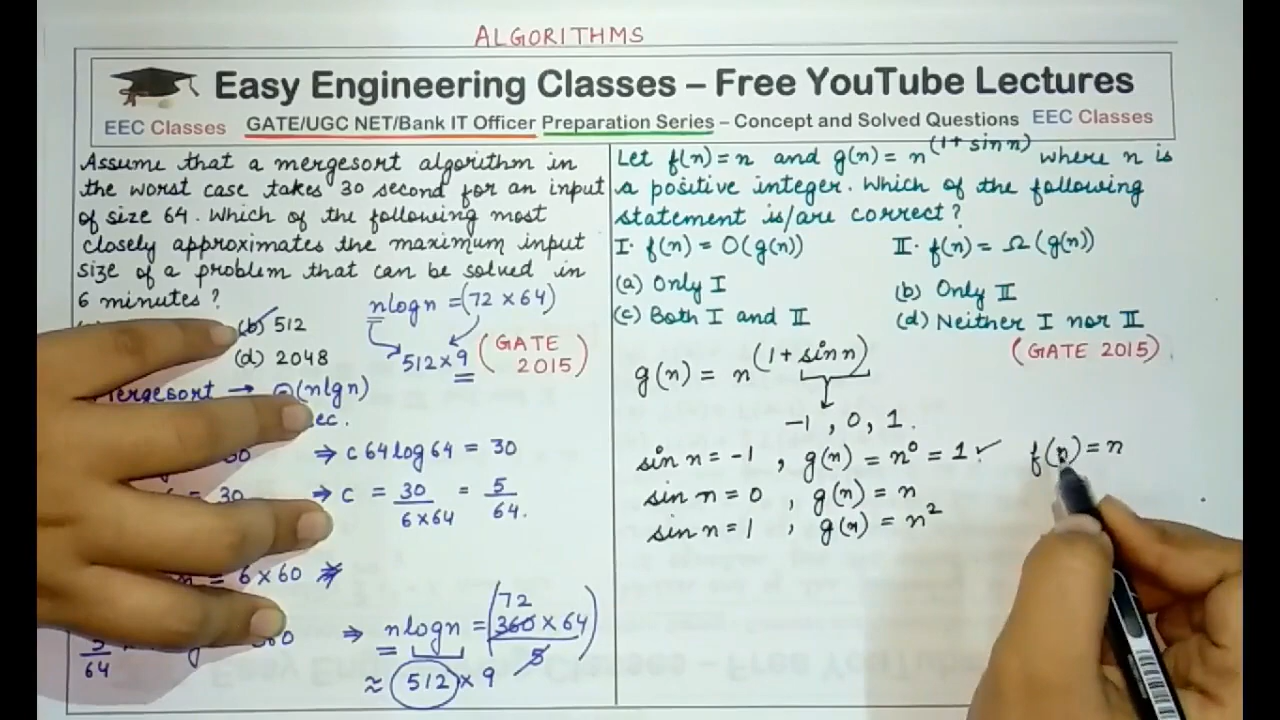 ALGORITHMS
Easy Engineering Classes – Free YouTube Lectures
EEC Classes GATE/UGC NET/Bank IT Officer Preparation Series – Concept and Solved Questions EEC Classes
Assume that a mergesort algorithm in
the worst case takes 30 second for an input
of size 64. Which of the following most
closely approximates the maximum input
size of a problem that can be solved in
6 minutes ?
(b) 512
(d) 2048
nlogn = (72 × 64)
512 × 9
(GATE
2015)
Mergesort → Θ(nlgn)
sec.
30 ⇒ c 64 log 64 = 30
= 30 ⇒ c = 30/6×64 = 5/64.
= 6 × 60
5/64
360 ⇒ nlogn = (360 × 64)/5
72
≈ 512 × 9
Let f(n) = n and g(n) = n^(1 + sin n) where n is
a positive integer. Which of the following
statement is/are correct ?
I. f(n) = O(g(n)) II. f(n) = Ω(g(n))
(a) Only I (b) Only II
(c) Both I and II (d) Neither I nor II
(GATE 2015)
g(n) = n^(1 + sin n)
-1, 0, 1.
sin n = -1 , g(n) = n^0 = 1 ✓ f(n) = n
sin n = 0 , g(n) = n
sin n = 1 , g(n) = n^2